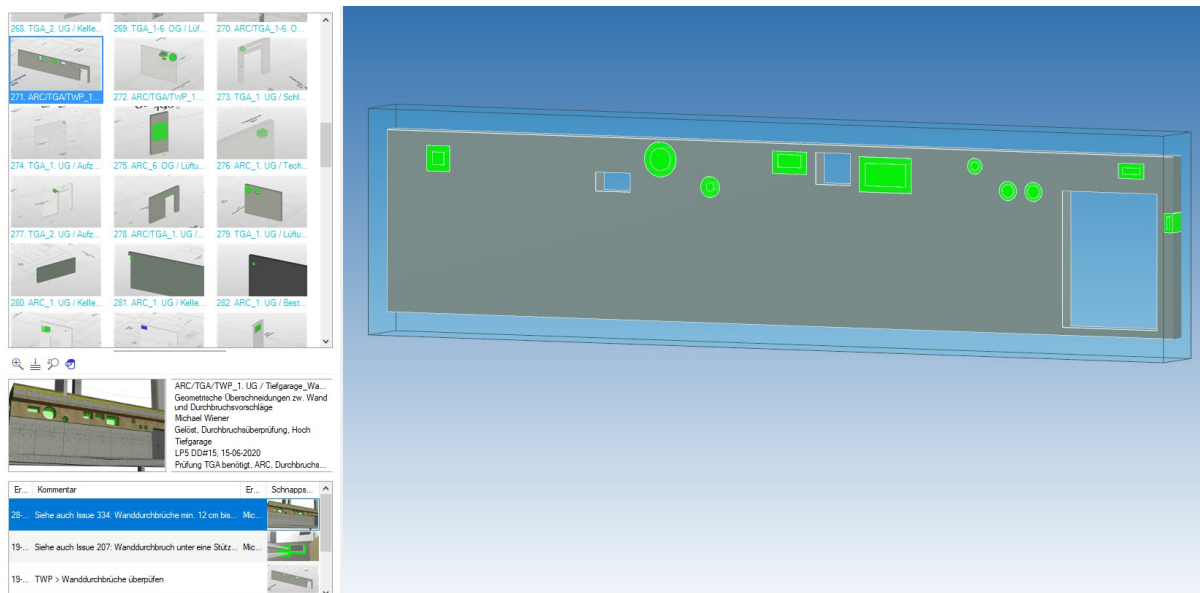 268. TGA_2. UG / Kelle...
269. TGA_1-6. OG / Lüf...
270. ARC/TGA_1-6. O...
271. ARC/TGA/TWP_1....
272. ARC/TGA/TWP_1....
273. TGA_1. UG / Schl...
274. TGA_1. UG / Aufz...
275. ARC_6. OG / Lüftu...
276. ARC_1. UG / Tech...
277. TGA_2. UG / Aufz...
278. ARC/TGA_1. UG /...
279. TGA_1. UG / Lüftu...
280. ARC_1. UG / Kelle...
281. ARC_1. UG / Kelle...
282. ARC_1. UG / Best...
ARC/TGA/TWP_1. UG / Tiefgarage_Wa...
Geometrische Überschneidungen zw. Wand
und Durchbruchsvorschläge
Michael Wiener
Gelöst, Durchbruchsüberprüfung, Hoch
Tiefgarage
LP5 DD#15, 15-06-2020
Prüfung TGA benötigt, ARC, Durchbruchs...
Er... Kommentar Er... Schnapps...
28-... Siehe auch Issue 334: Wanddurchbrüche min. 12 cm bis... Mic...
19-... Siehe auch Issue 207: Wanddurchbruch unter eine Stütz... Mic...
19-... TWP > Wanddurchbrüche überpüfen